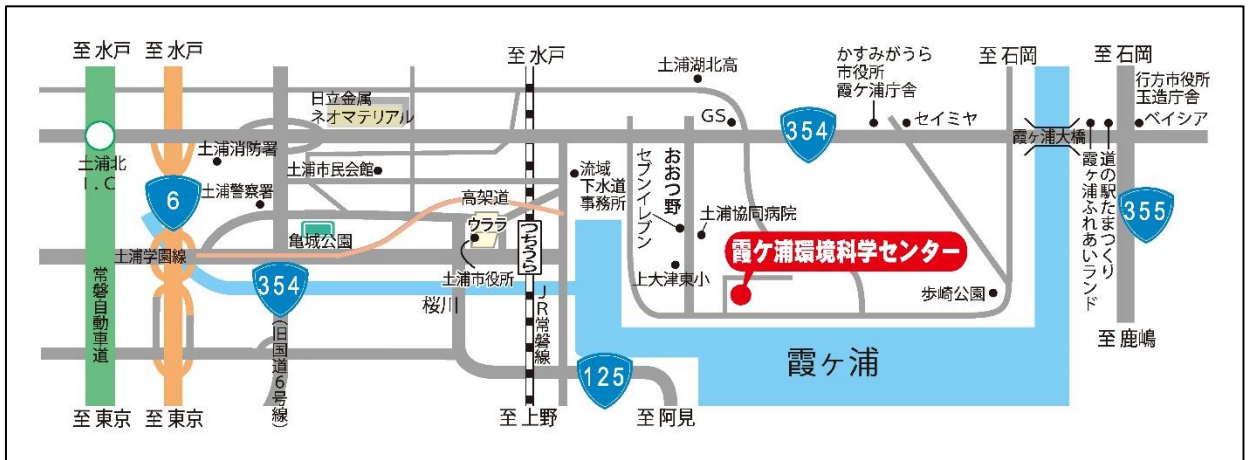 至 水戸
至 水戸
至 水戸
至 石岡
至 石岡
日立金属
ネオマテリアル
土浦湖北高
かすみがうら
市役所
霞ヶ浦庁舎
行方市役所
玉造庁舎
ベイシア
GS
354
セイミヤ
霞ヶ浦大橋
土浦北
I.C
土浦消防署
土浦市民会館
流域
下水道
事務所
セブンイレブン
おおつ野
道の駅たまつくり
霞ヶ浦ふれあいランド
6
土浦警察署
高架道
ウララ
つちうら
土浦協同病院
355
亀城公園
霞ケ浦環境科学センター
土浦学園線
354
土浦市役所
上大津東小
歩崎公園
常磐自動車道
(旧国道6号線)
桜川
JR常磐線
至 鹿嶋
霞ヶ浦
125
至 東京
至 東京
至 上野
至 阿見